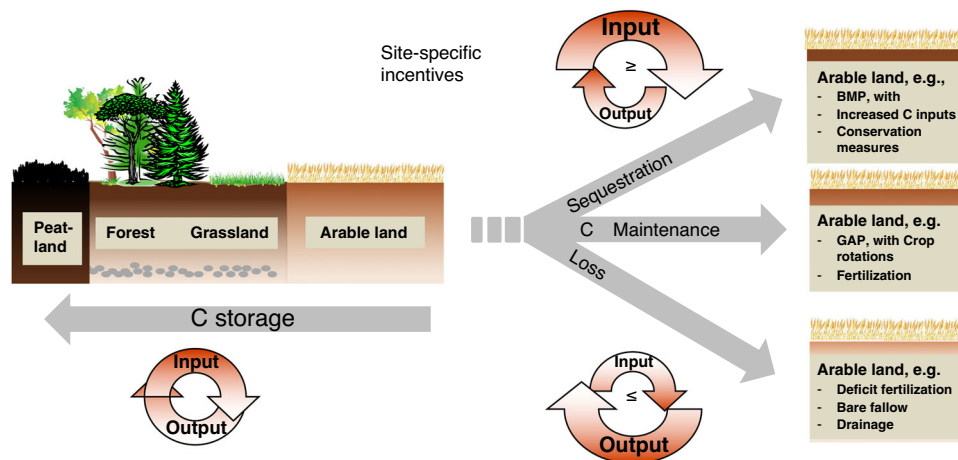 Site-specific
incentives
Input
≥
Output
Peat-
land
Forest
Grassland
Arable land
C storage
Input
Output
Sequestration
C Maintenance
Loss
Input
≤
Output
Arable land, e.g.,
- BMP, with
- Increased C inputs
- Conservation
measures
Arable land, e.g.
- GAP, with Crop
rotations
- Fertilization
Arable land, e.g.
- Deficit fertilization
- Bare fallow
- Drainage